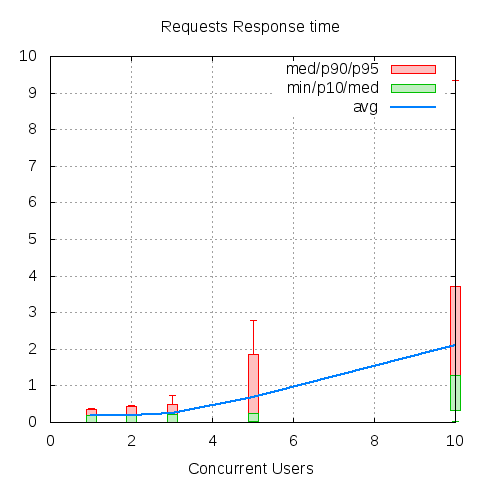 Requests Response time
med/p90/p95
min/p10/med
avg
10
9
8
7
6
5
4
3
2
1
0
0 2 4 6 8 10
Concurrent Users